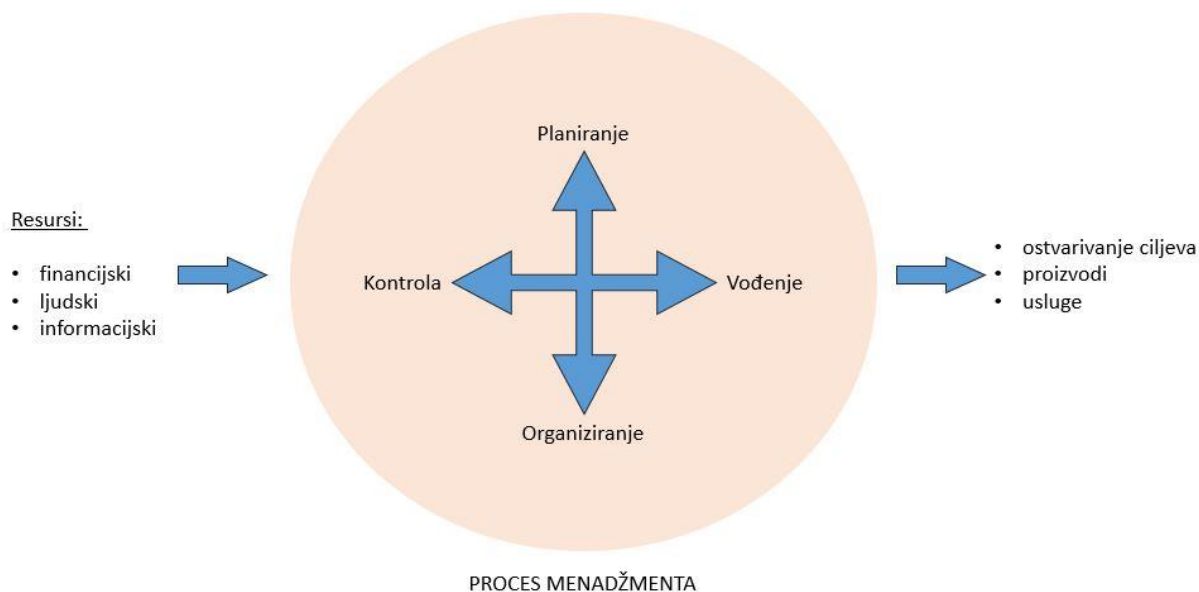 Resursi:
• financijski
• ljudski
• informacijski
Planiranje
Kontrola
Vođenje
Organiziranje
• ostvarivanje ciljeva
• proizvodi
• usluge
PROCES MENADŽMENTA